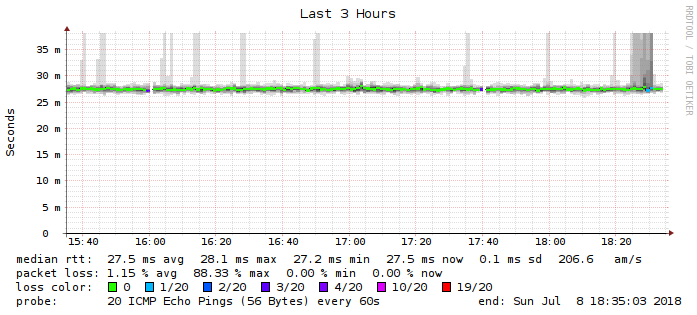 Last 3 Hours
RRDTOOL / TOBI OETIKER
Seconds
35 m
30 m
25 m
20 m
15 m
10 m
5 m
0
15:40 16:00 16:20 16:40 17:00 17:20 17:40 18:00 18:20
median rtt: 27.5 ms avg 28.1 ms max 27.2 ms min 27.5 ms now 0.1 ms sd 206.6 am/s
packet loss: 1.15 % avg 88.33 % max 0.00 % min 0.00 % now
loss color: 0 1/20 2/20 3/20 4/20 10/20 19/20
probe: 20 ICMP Echo Pings (56 Bytes) every 60s end: Sun Jul 8 18:35:03 2018